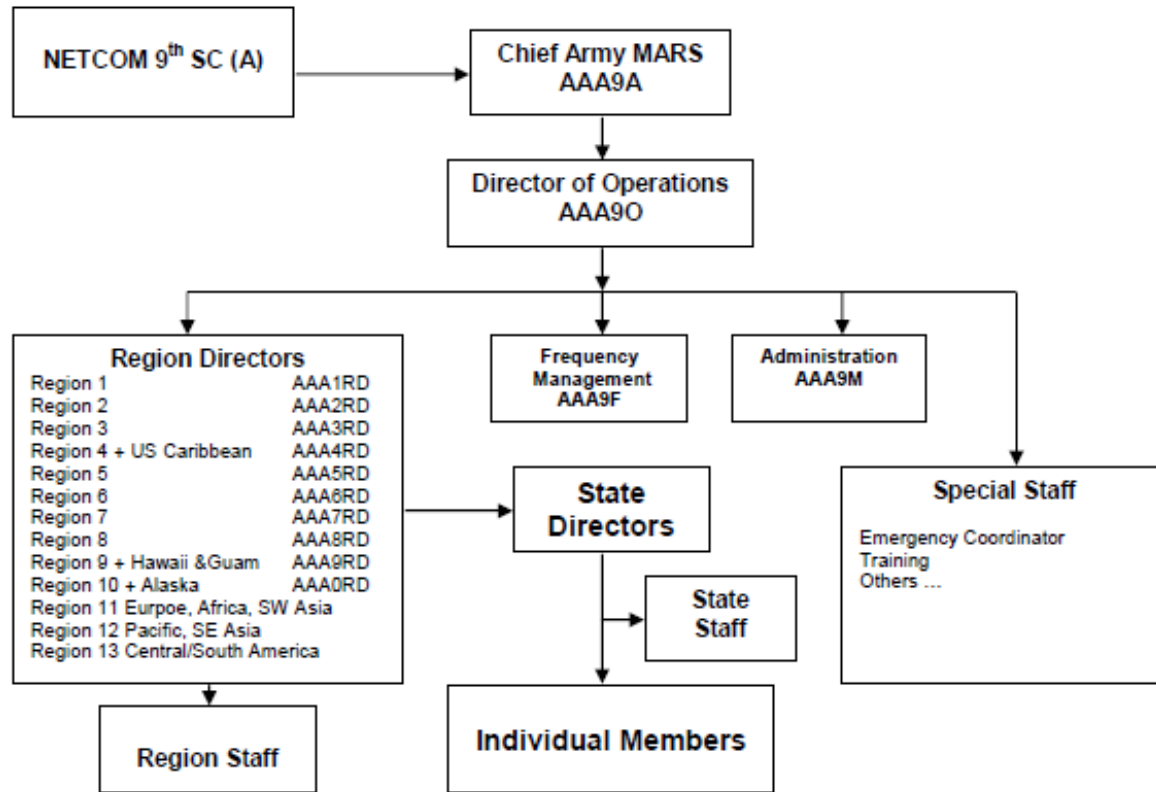 NETCOM 9th SC (A)
Chief Army MARS
AAA9A
Director of Operations
AAA9O
Region Directors
Region 1 AAA1RD
Region 2 AAA2RD
Region 3 AAA3RD
Region 4 + US Caribbean AAA4RD
Region 5 AAA5RD
Region 6 AAA6RD
Region 7 AAA7RD
Region 8 AAA8RD
Region 9 + Hawaii &Guam AAA9RD
Region 10 + Alaska AAA0RD
Region 11 Eurpoe, Africa, SW Asia
Region 12 Pacific, SE Asia
Region 13 Central/South America
Frequency
Management
AAA9F
Administration
AAA9M
State
Directors
Special Staff
Emergency Coordinator
Training
Others ...
State
Staff
Region Staff
Individual Members